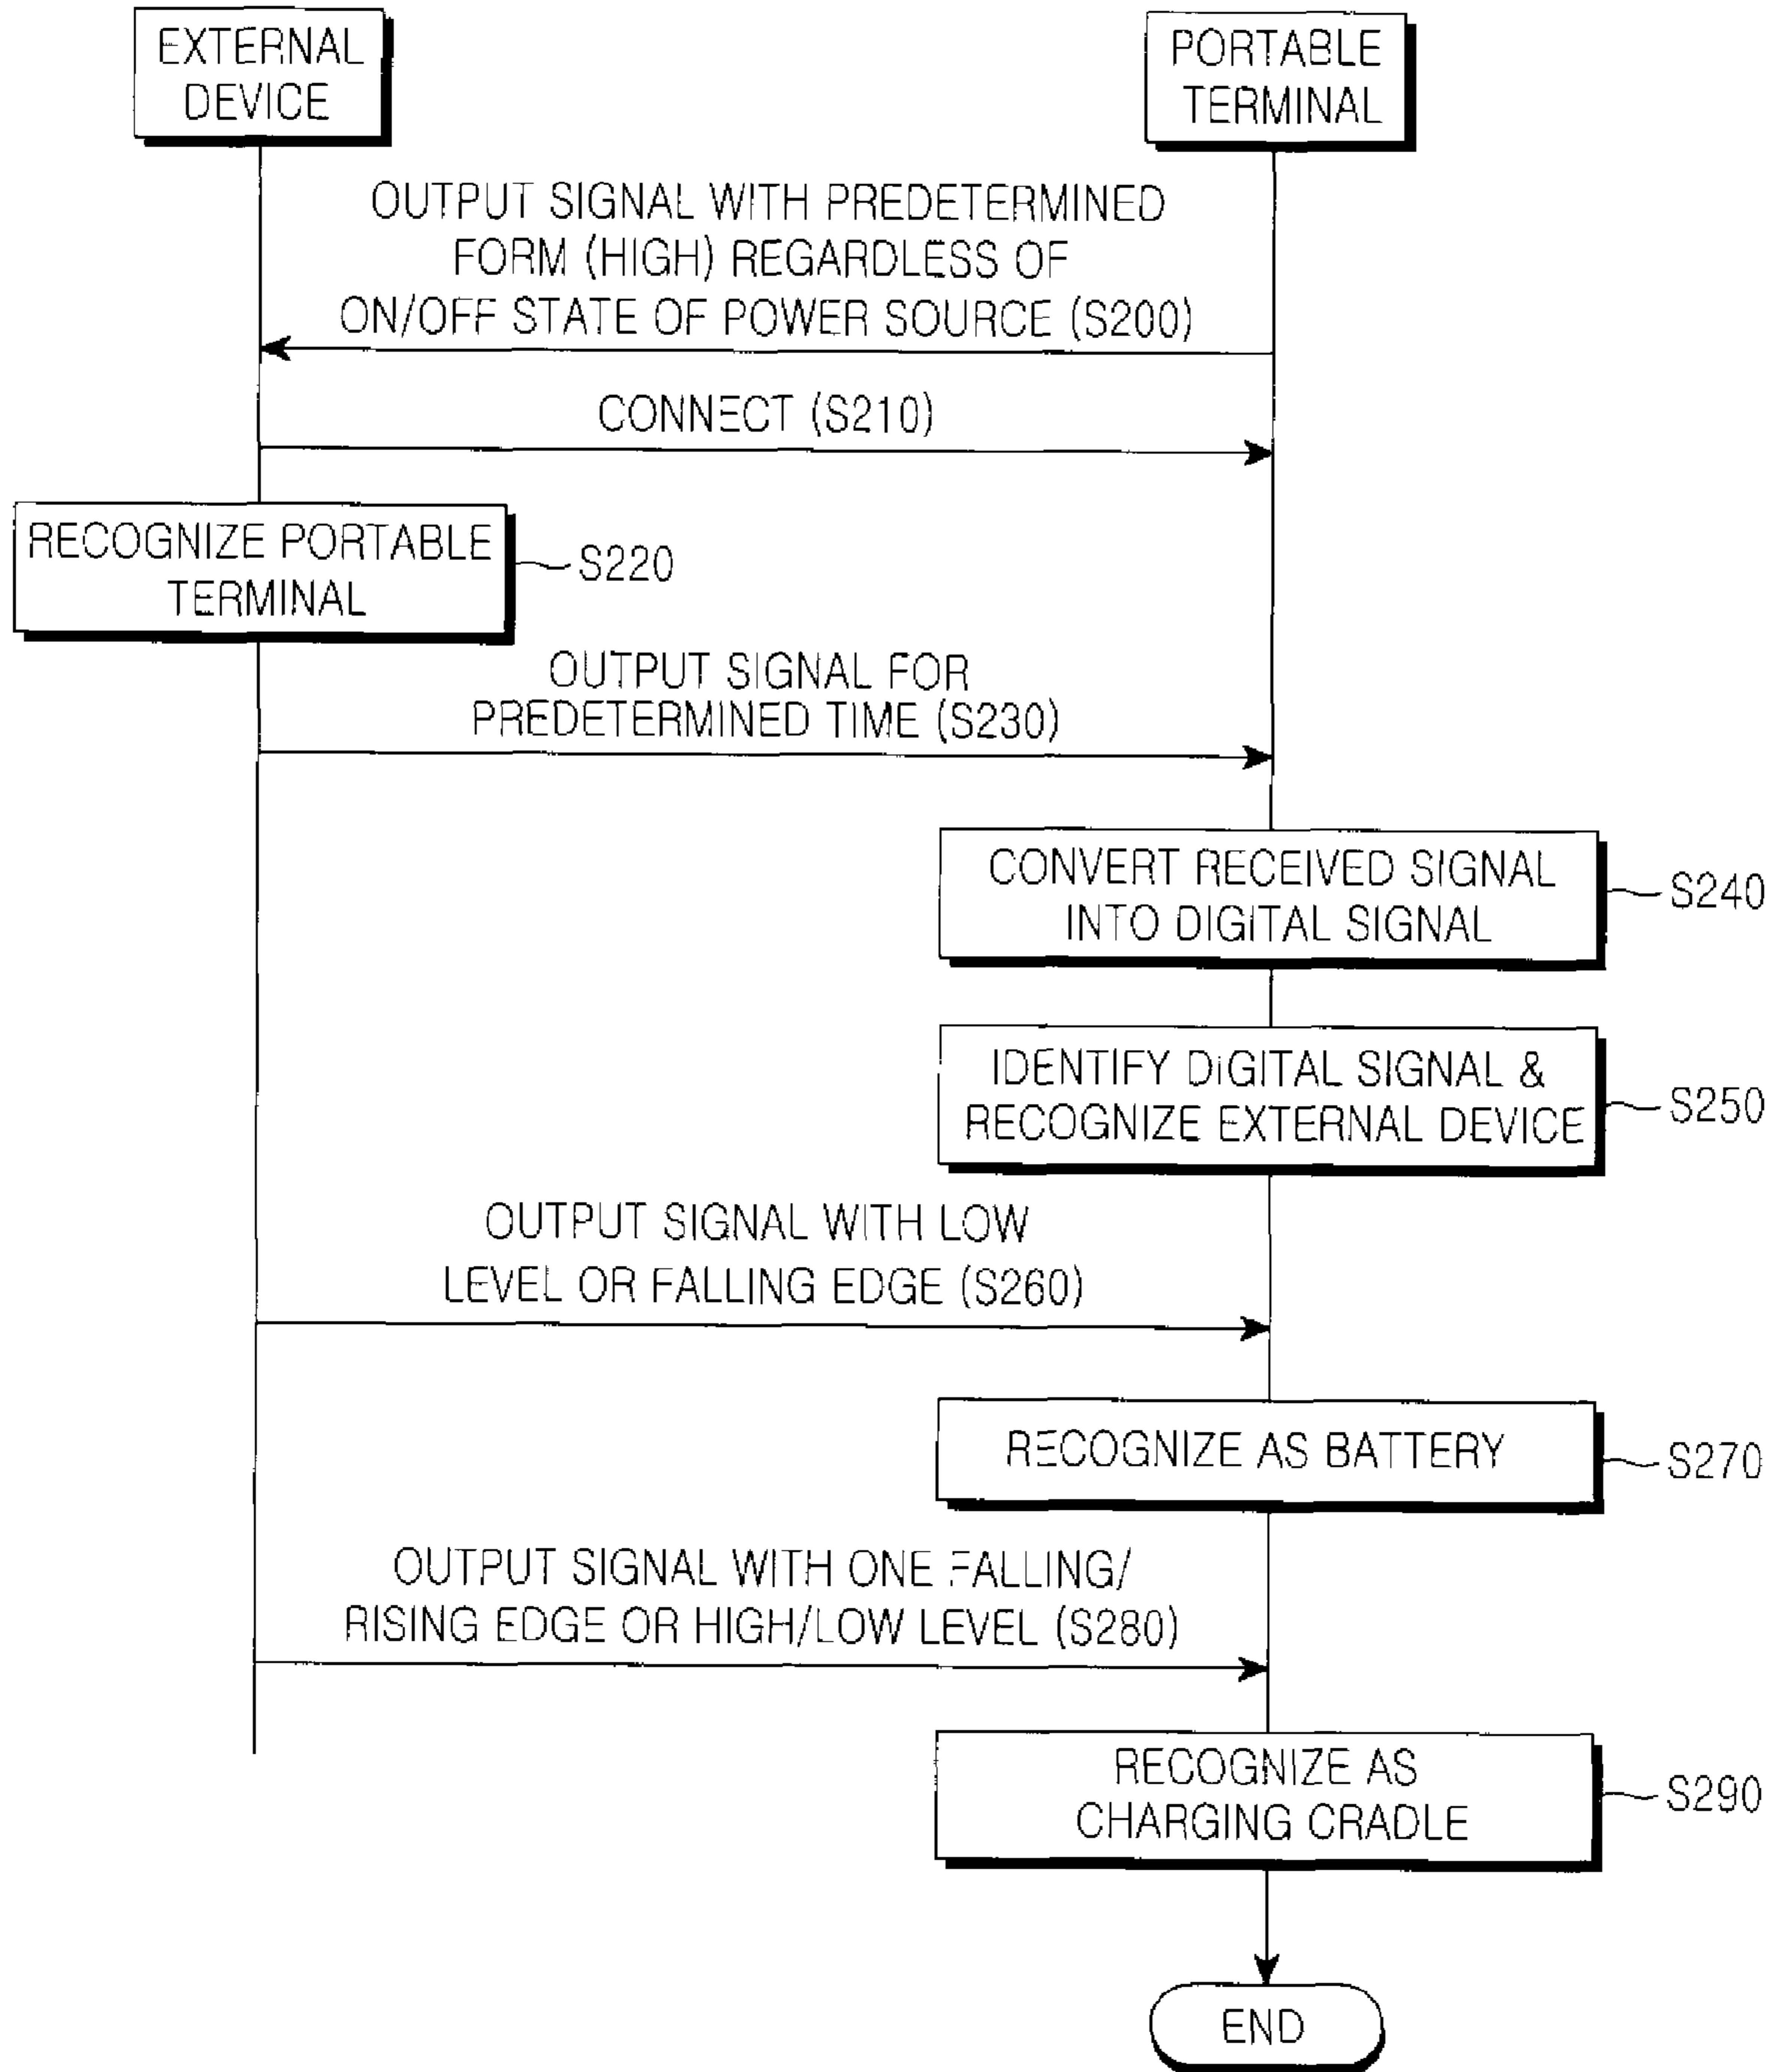 EXTERNAL
DEVICE
PORTABLE
TERMINAL
OUTPUT SIGNAL WITH PREDETERMINED
FORM (HIGH) REGARDLESS OF
ON/OFF STATE OF POWER SOURCE (S200)
CONNECT (S210)
RECOGNIZE PORTABLE
TERMINAL
S220
OUTPUT SIGNAL FOR
PREDETERMINED TIME (S230)
CONVERT RECEIVED SIGNAL
INTO DIGITAL SIGNAL
S240
IDENTIFY DIGITAL SIGNAL &
RECOGNIZE EXTERNAL DEVICE
S250
OUTPUT SIGNAL WITH LOW
LEVEL OR FALLING EDGE (S260)
RECOGNIZE AS BATTERY
S270
OUTPUT SIGNAL WITH ONE FALLING/
RISING EDGE OR HIGH/LOW LEVEL (S280)
RECOGNIZE AS
CHARGING CRADLE
S290
END